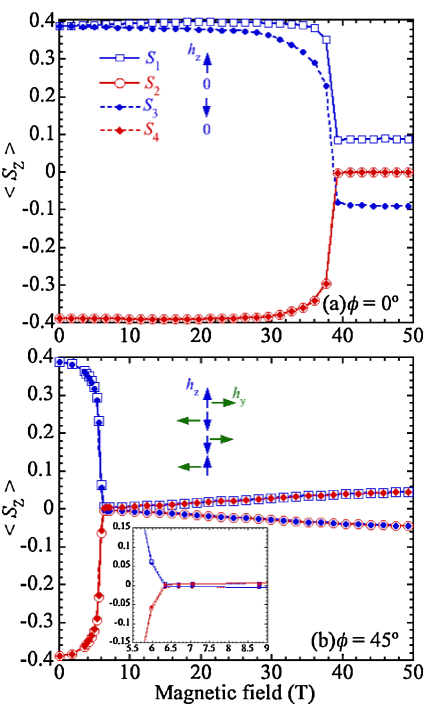 0.4
0.3
0.2
0.1
0
-0.1
-0.2
-0.3
-0.4
< S_Z >
h_z
S_1
S_2 0
S_3
S_4 0
(a)ϕ = 0º
0 10 20 30 40 50
0.4
0.3
0.2
0.1
0
-0.1
-0.2
-0.3
-0.4
< S_Z >
h_z
h_y
0.15
0.1
0.05
0
-0.05
-0.1
-0.15
5.5 6 6.5 7 7.5 8 8.5 9
(b)ϕ = 45º
0 10 20 30 40 50
Magnetic field (T)